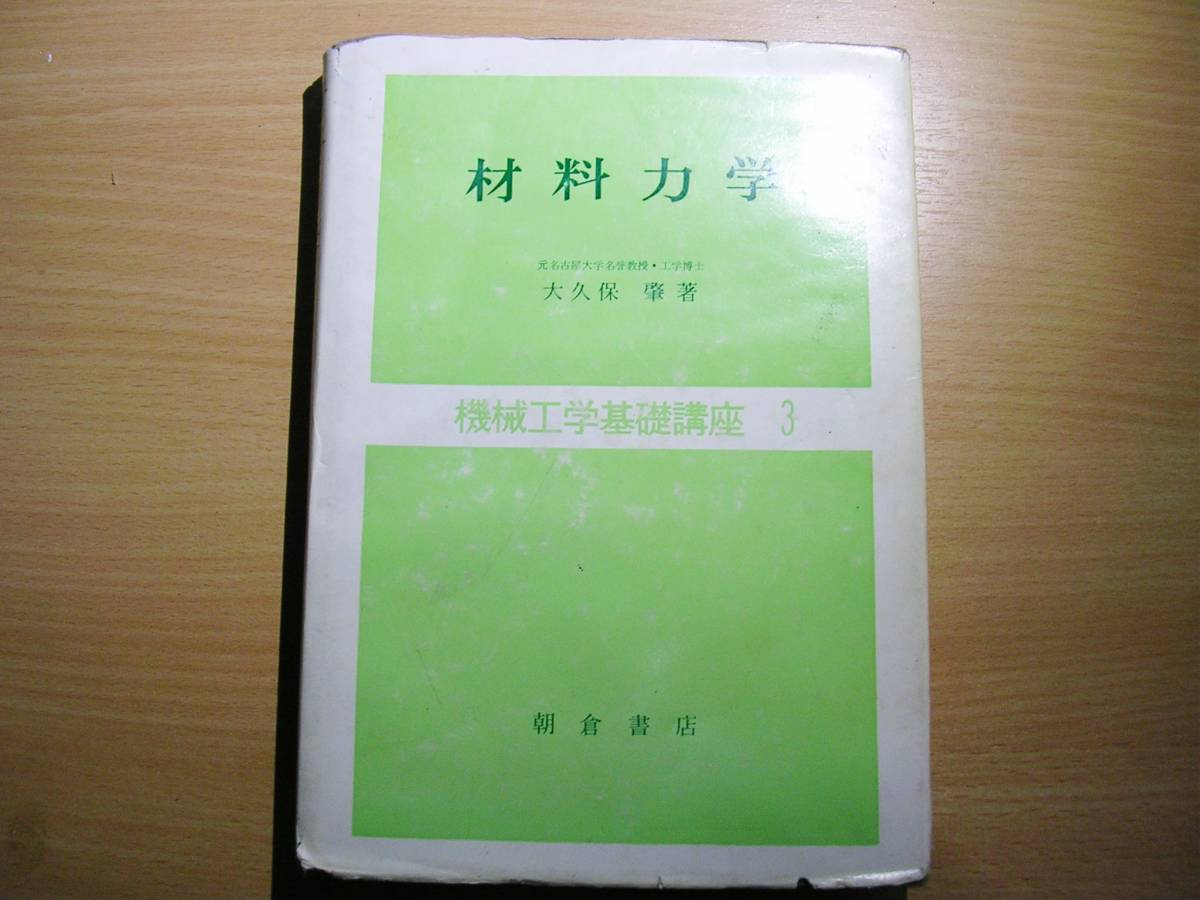 材料力学
元名古屋大学名誉教授・工学博士
大久保 肇著
機械工学基礎講座 3
朝倉書店